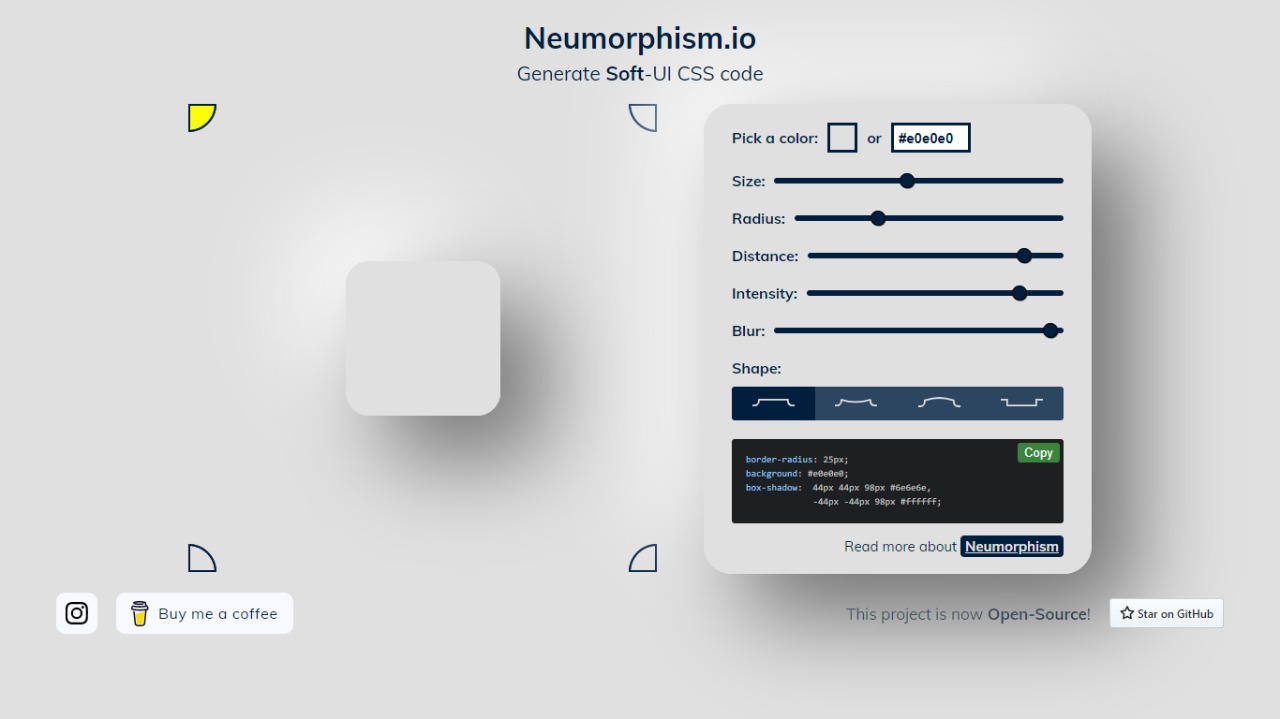 Neumorphism.io
Generate Soft-UI CSS code
Pick a color: or #e0e0e0
Size:
Radius:
Distance:
Intensity:
Blur:
Shape:
Copy
border-radius: 25px;
background: #e0e0e0;
box-shadow: 44px 44px 98px #6e6e6e,
-44px -44px 98px #ffffff;
Read more about Neumorphism
Buy me a coffee
This project is now Open-Source!
Star on GitHub